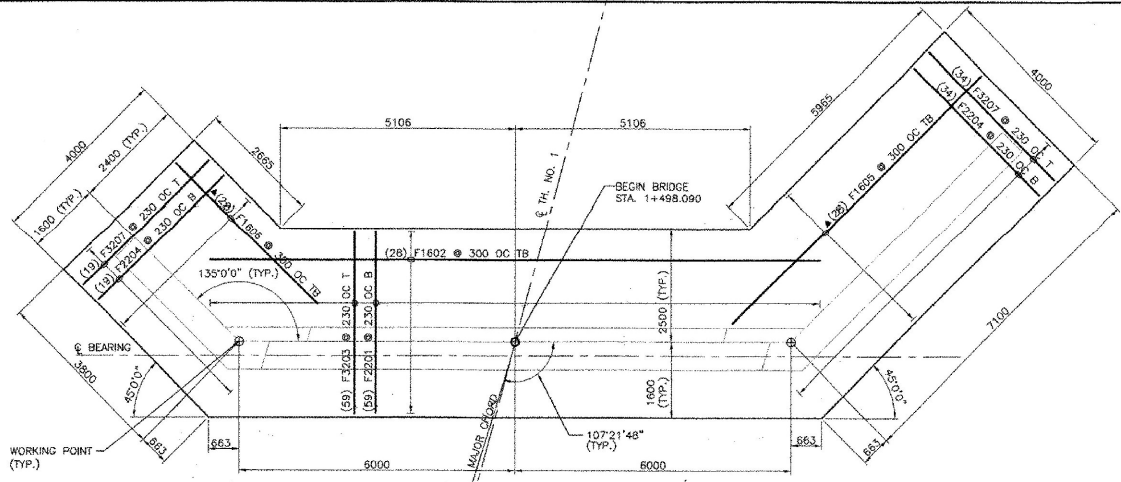 4000
2400 (TYP.)
1600 (TYP.)
2665
5106
5106
℄ TH. NO. 1
BEGIN BRIDGE
STA. 1+498.090
5965
4000
(34) F3207 @ 230 OC T
(34) F2204 @ 230 OC B
(28) F1605 @ 300 OC TB
(19) F3207 @ 230 OC T
(19) F2204 @ 230 OC B
(28) F1606 @ 300 OC TB
(28) F1602 @ 300 OC TB
135°0'0" (TYP.)
(59) F3203 @ 230 OC T
(59) F2201 @ 230 OC B
2500 (TYP.)
1600
(TYP.)
7100
℄ BEARING
3800
45°0'0"
45°0'0"
WORKING POINT
(TYP.)
663
663
6000
MAJOR CHORD
107°21'48"
(TYP.)
6000
663
663